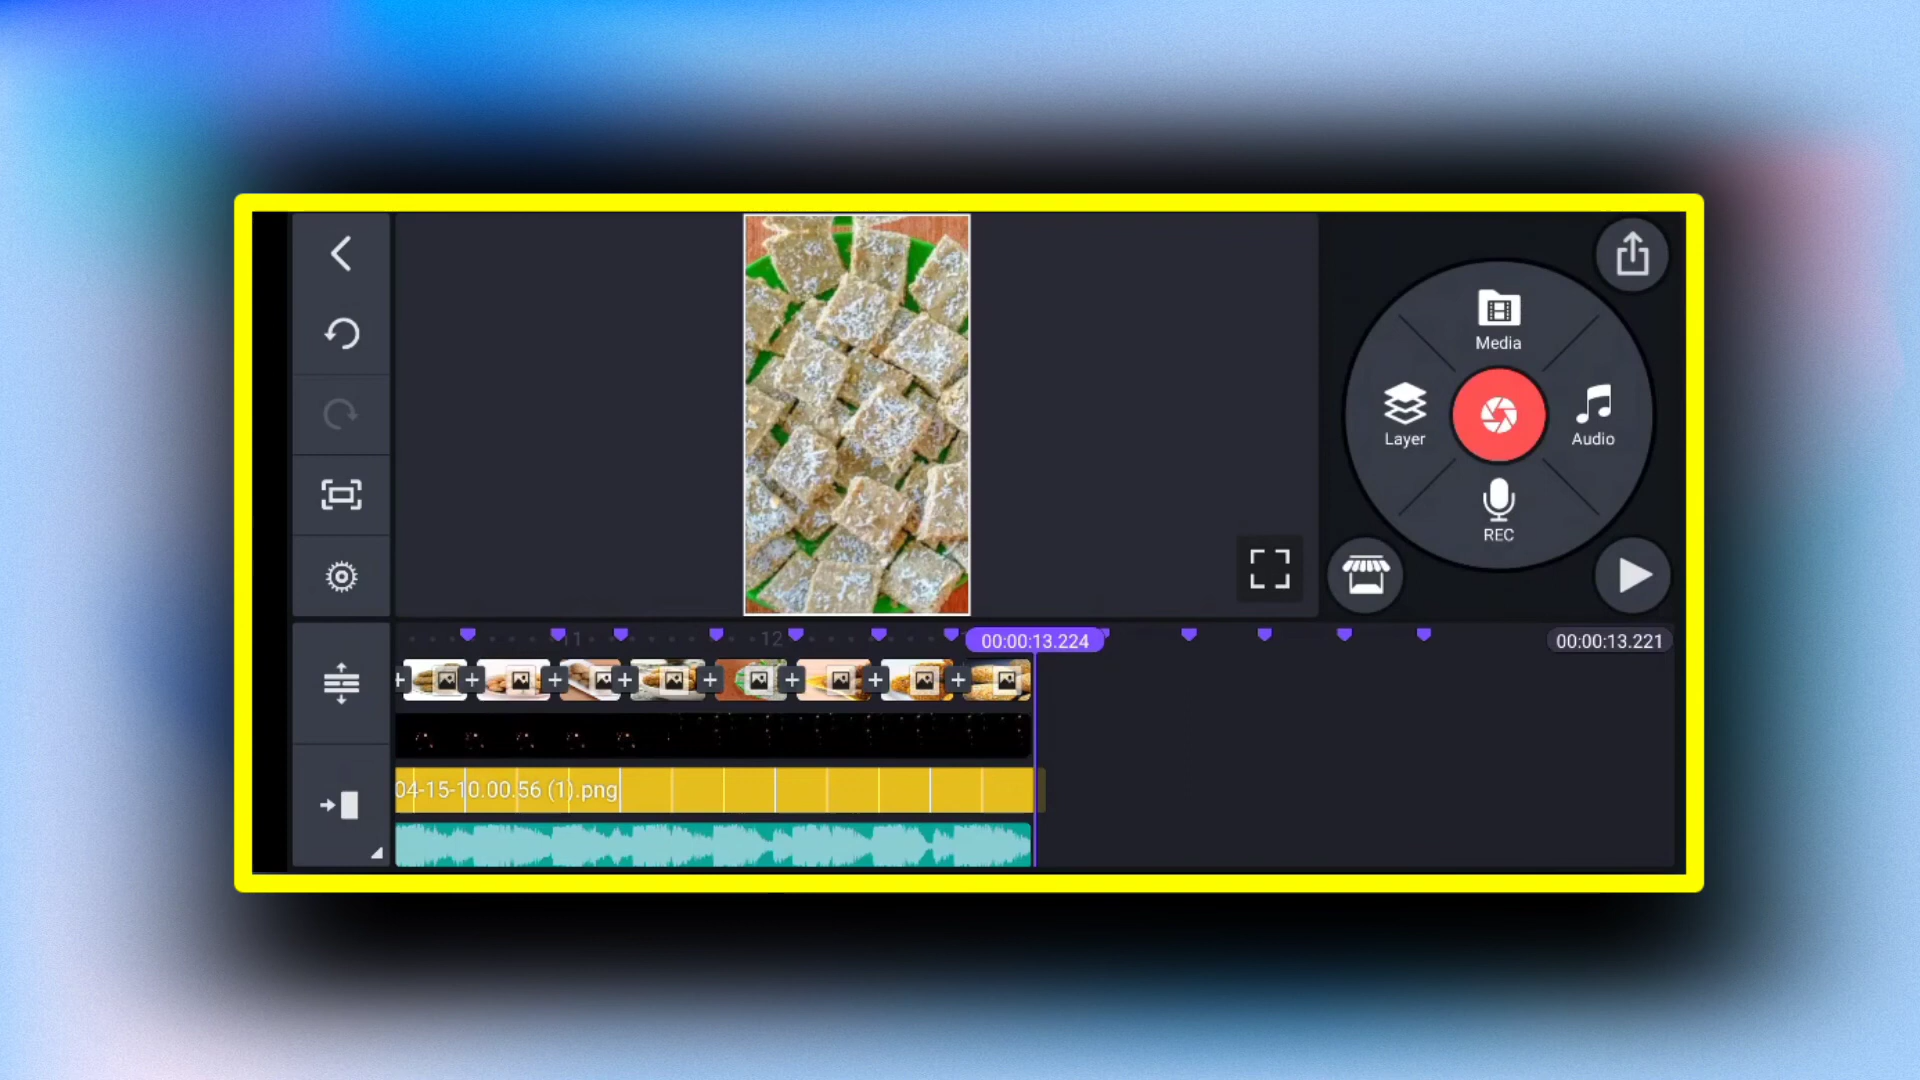 Media
Layer
Audio
REC
11
12
00:00:13.224
00:00:13.221
04-15-10.00.56 (1).png